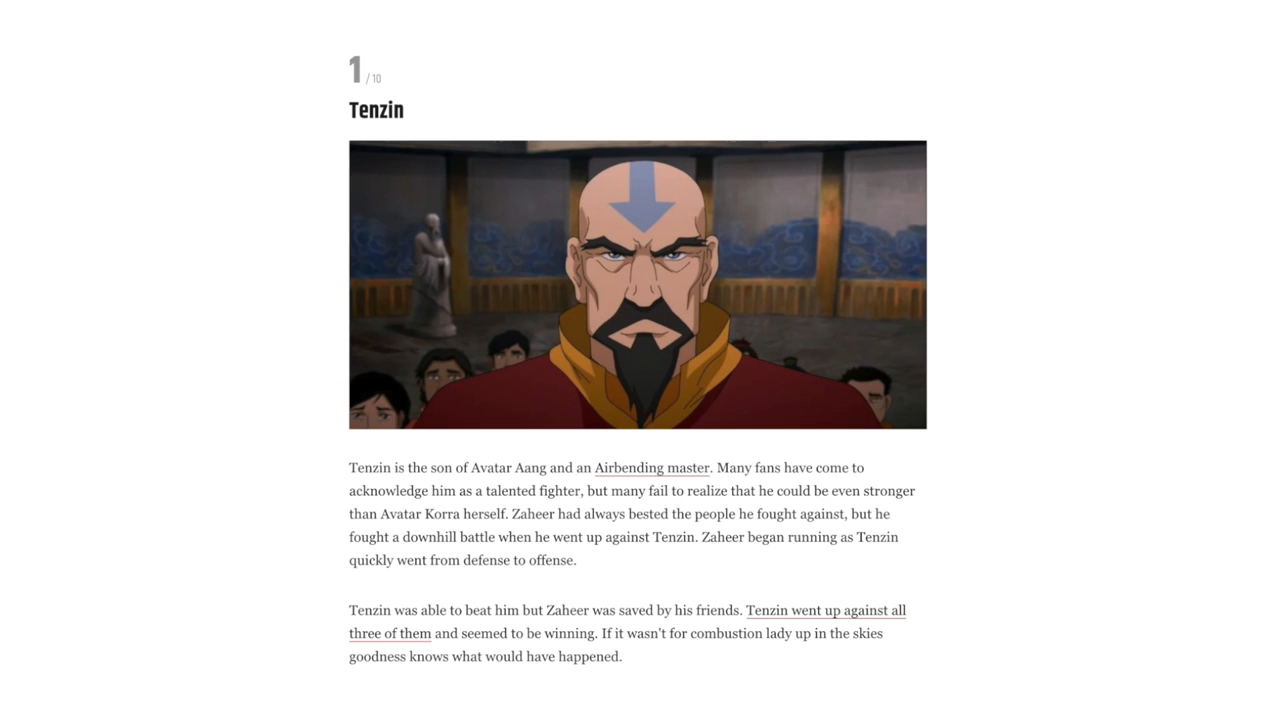 1 / 10
Tenzin
Tenzin is the son of Avatar Aang and an Airbending master. Many fans have come to
acknowledge him as a talented fighter, but many fail to realize that he could be even stronger
than Avatar Korra herself. Zaheer had always bested the people he fought against, but he
fought a downhill battle when he went up against Tenzin. Zaheer began running as Tenzin
quickly went from defense to offense.
Tenzin was able to beat him but Zaheer was saved by his friends. Tenzin went up against all
three of them and seemed to be winning. If it wasn't for combustion lady up in the skies
goodness knows what would have happened.